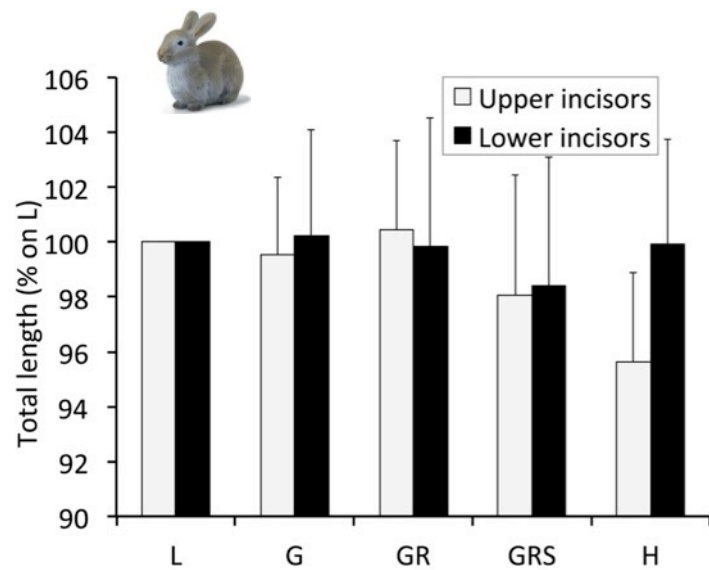 106
104
102
100
98
96
94
92
90
Total length (% on L)
Upper incisors
Lower incisors
L G GR GRS H